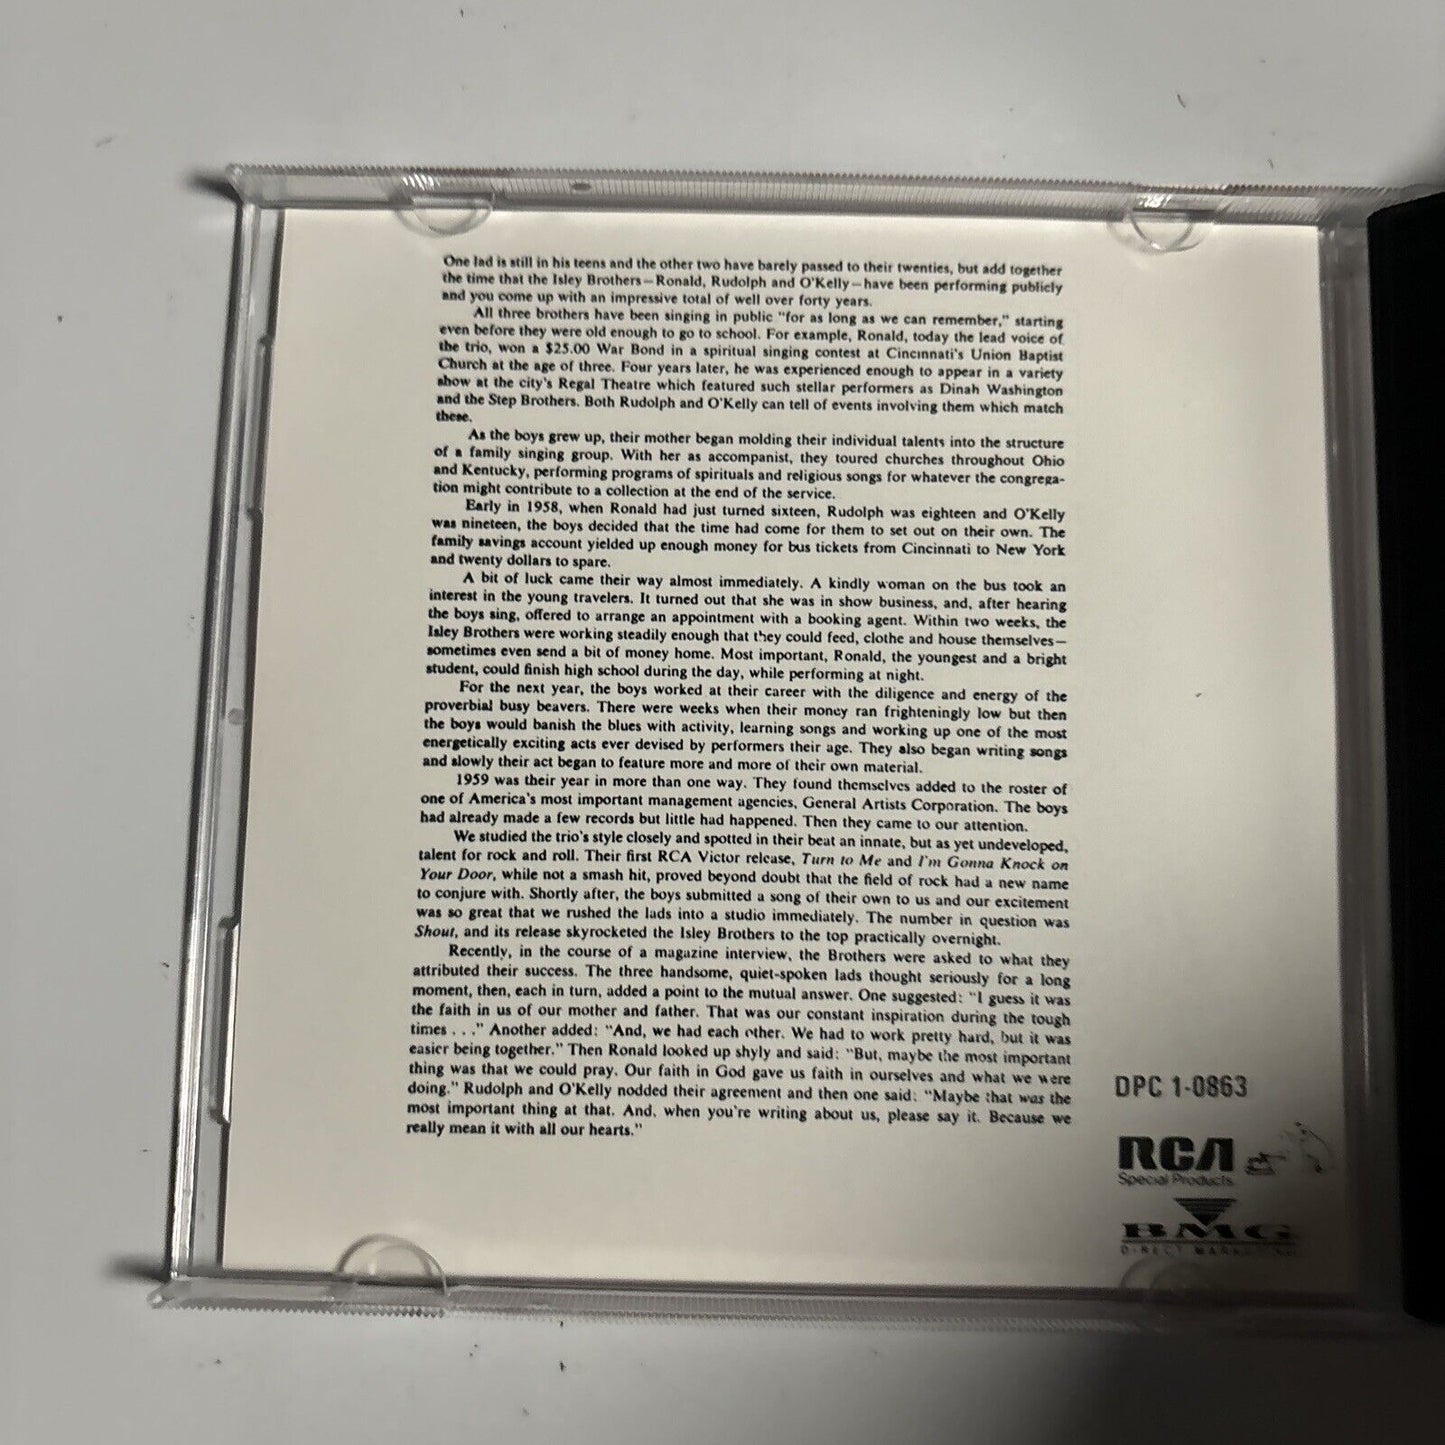 One lad is still in his teens and the other two have barely passed to their twenties, but add together
the time that the Isley Brothers—Ronald, Rudolph and O'Kelly—have been performing publicly
and you come up with an impressive total of well over forty years.
All three brothers have been singing in public "for as long as we can remember," starting
even before they were old enough to go to school. For example, Ronald, today the lead voice of
the trio, won a $25.00 War Bond in a spiritual singing contest at Cincinnati's Union Baptist
Church at the age of three. Four years later, he was experienced enough to appear in a variety
show at the city's Regal Theatre which featured such stellar performers as Dinah Washington
and the Step Brothers. Both Rudolph and O'Kelly can tell of events involving them which match
these.
As the boys grew up, their mother began molding their individual talents into the structure
of a family singing group. With her as accompanist, they toured churches throughout Ohio
and Kentucky, performing programs of spirituals and religious songs for whatever the congrega-
tion might contribute to a collection at the end of the service.
Early in 1958, when Ronald had just turned sixteen, Rudolph was eighteen and O'Kelly
was nineteen, the boys decided that the time had come for them to set out on their own. The
family savings account yielded up enough money for bus tickets from Cincinnati to New York
and twenty dollars to spare.
A bit of luck came their way almost immediately. A kindly woman on the bus took an
interest in the young travelers. It turned out that she was in show business, and, after hearing
the boys sing, offered to arrange an appointment with a booking agent. Within two weeks, the
Isley Brothers were working steadily enough that they could feed, clothe and house themselves—
sometimes even send a bit of money home. Most important, Ronald, the youngest and a bright
student, could finish high school during the day, while performing at night.
For the next year, the boys worked at their career with the diligence and energy of the
proverbial busy beavers. There were weeks when their money ran frighteningly low but then
the boys would banish the blues with activity, learning songs and working up one of the most
energetically exciting acts ever devised by performers their age. They also began writing songs
and slowly their act began to feature more and more of their own material.
1959 was their year in more than one way. They found themselves added to the roster of
one of America's most important management agencies, General Artists Corporation. The boys
had already made a few records but little had happened. Then they came to our attention.
We studied the trio's style closely and spotted in their beat an innate, but as yet undeveloped,
talent for rock and roll. Their first RCA Victor release, Turn to Me and I'm Gonna Knock on
Your Door, while not a smash hit, proved beyond doubt that the field of rock had a new name
to conjure with. Shortly after, the boys submitted a song of their own to us and our excitement
was so great that we rushed the lads into a studio immediately. The number in question was
Shout, and its release skyrocketed the Isley Brothers to the top practically overnight.
Recently, in the course of a magazine interview, the Brothers were asked to what they
attributed their success. The three handsome, quiet-spoken lads thought seriously for a long
moment, then, each in turn, added a point to the mutual answer. One suggested: "I guess it was
the faith in us of our mother and father. That was our constant inspiration during the tough
times . . ." Another added: "And, we had each other. We had to work pretty hard, but it was
easier being together." Then Ronald looked up shyly and said: "But, maybe the most important
thing was that we could pray. Our faith in God gave us faith in ourselves and what we were
doing." Rudolph and O'Kelly nodded their agreement and then one said: "Maybe that was the
most important thing at that. And, when you're writing about us, please say it. Because we
really mean it with all our hearts."
DPC 1-0863
RCA
Special Products
BMG
DIRECT MARKETING